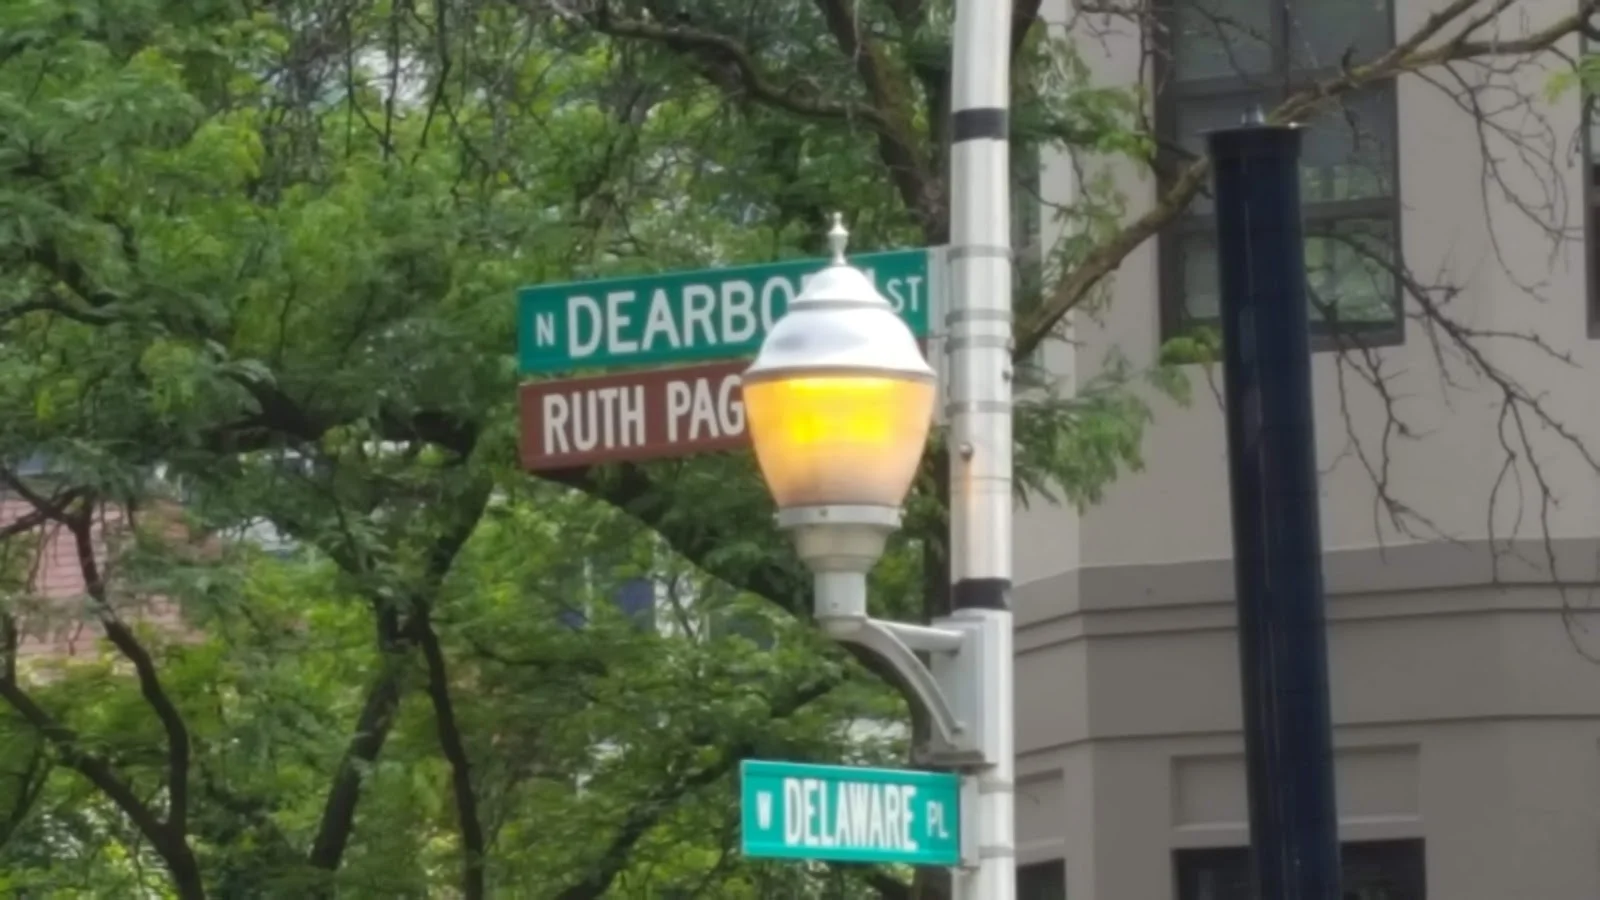 N DEARBO ST
RUTH PAG
W DELAWARE PL